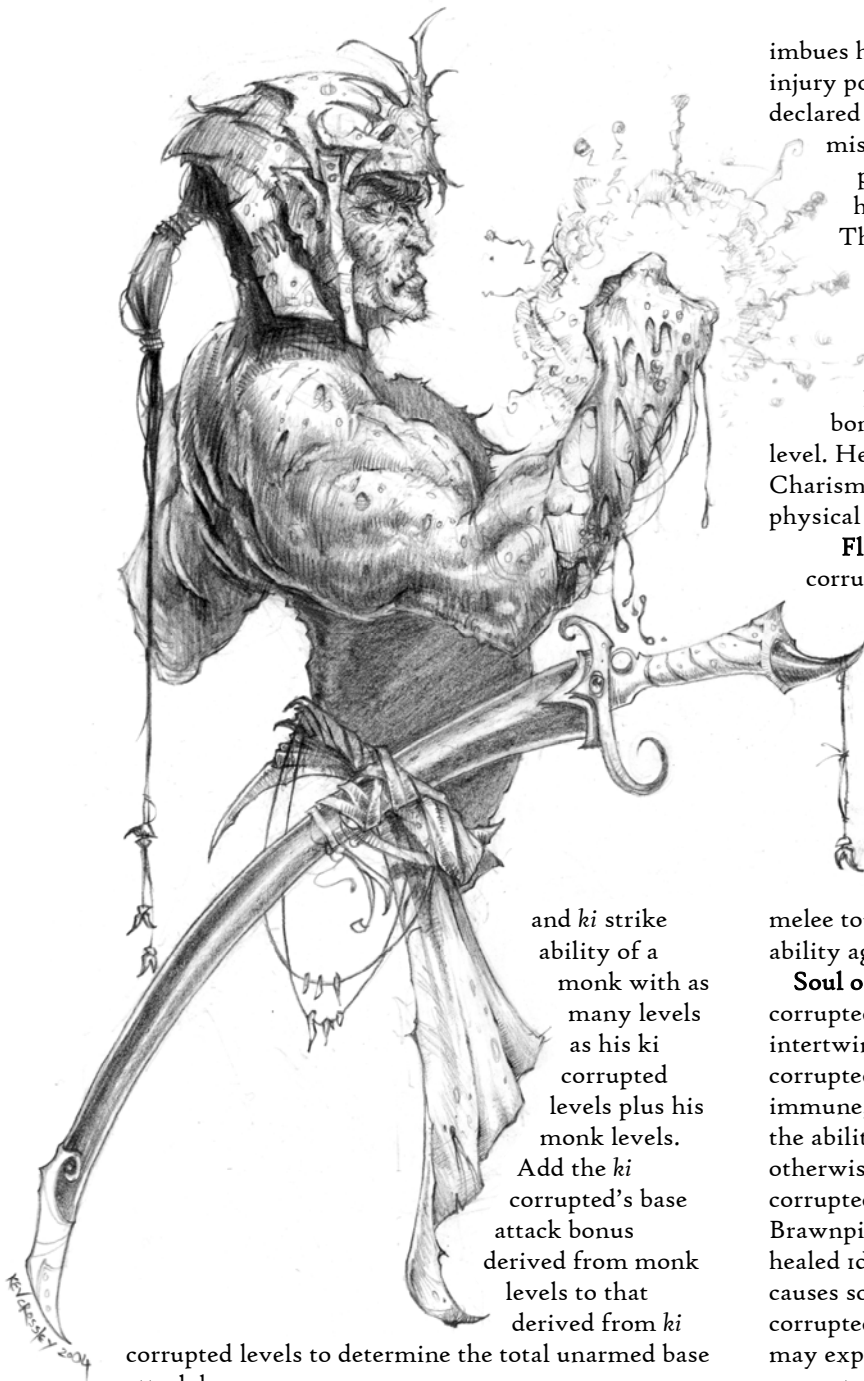 and ki strike
ability of a
monk with as
many levels
as his ki
corrupted
levels plus his
monk levels.
Add the ki
corrupted's base
attack bonus
derived from monk
levels to that
derived from ki
corrupted levels to determine the total unarmed base
KEV CROSSLEY 2004
imbues h
injury po
declared
mis
p
h
Th
bon
level. He
Charism
physical
Fl
corru
melee to
ability ag
Soul o
corrupted
intertwin
corrupted
immune
the abilit
otherwis
corrupted
Brawnpi
healed 1d
causes so
corrupted
may exp